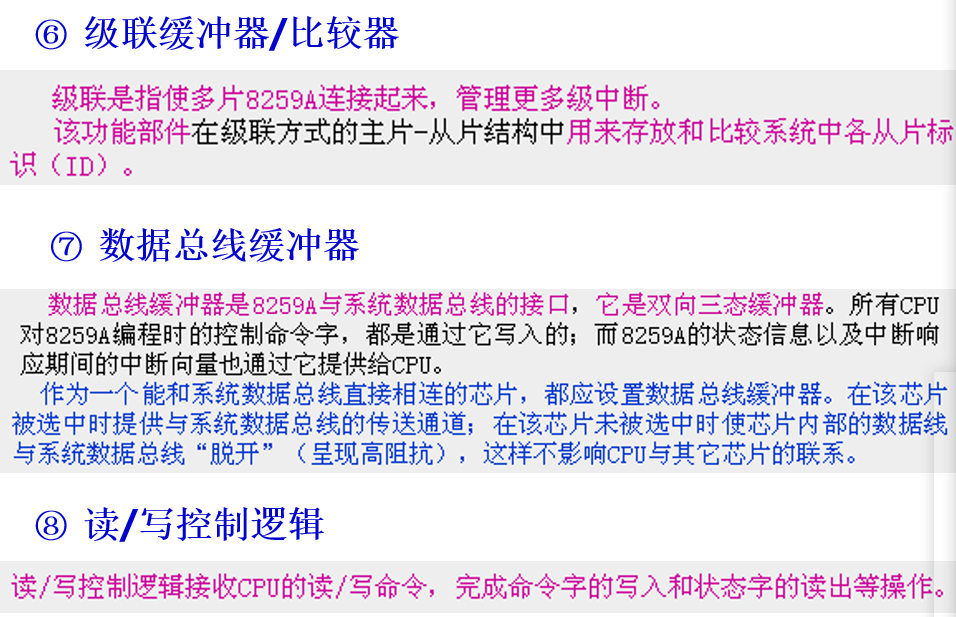 ⑥ 级联缓冲器/比较器
级联是指使多片8259A连接起来，管理更多级中断。
该功能部件在级联方式的主片-从片结构中用来存放和比较系统中各从片标
识（ID）。
⑦ 数据总线缓冲器
数据总线缓冲器是8259A与系统数据总线的接口，它是双向三态缓冲器。所有CPU
对8259A编程时的控制命令字，都是通过它写入的；而8259A的状态信息以及中断响
应期间的中断向量也通过它提供给CPU。
作为一个能和系统数据总线直接相连的芯片，都应设置数据总线缓冲器。在该芯片
被选中时提供与系统数据总线的传送通道；在该芯片未被选中时使芯片内部的数据线
与系统数据总线“脱开”（呈现高阻抗），这样不影响CPU与其它芯片的联系。
⑧ 读/写控制逻辑
读/写控制逻辑接收CPU的读/写命令，完成命令字的写入和状态字的读出等操作。